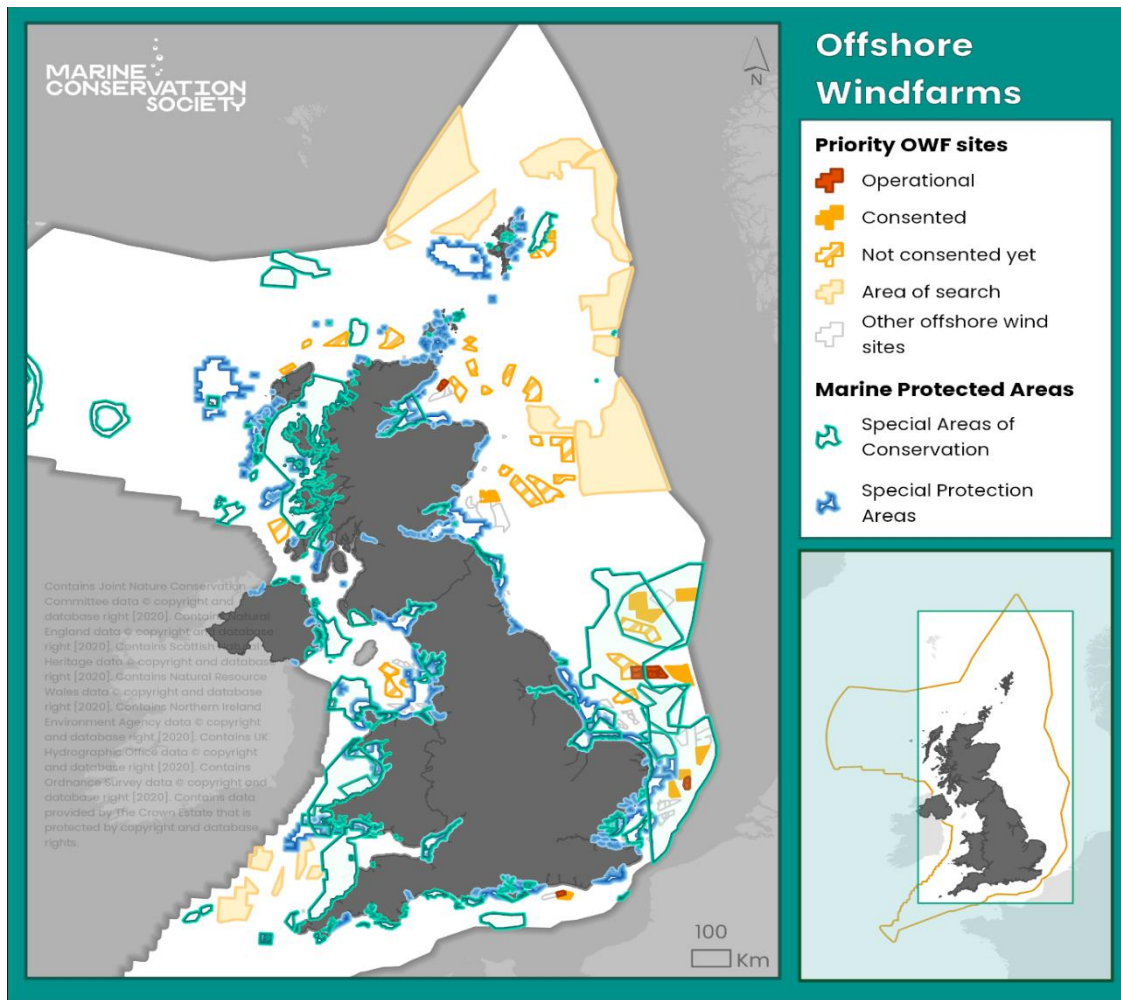 MARINE
CONSERVATION
SOCIETY
N
Contains Joint Nature Conservation
Committee data © copyright and
database right [2020]. Contains Natural
England data © copyright and database
right [2020]. Contains Scottish Natural
Heritage data © copyright and database
right [2020]. Contains Natural Resource
Wales data © copyright and database
right [2020]. Contains Northern Ireland
Environment Agency data © copyright
and database right [2020]. Contains UK
Hydrographic Office data © copyright
and database right [2020]. Contains
Ordnance Survey data © copyright and
database right [2020]. Contains data
provided by The Crown Estate that is
protected by copyright and database
rights.
100
Km
Offshore
Windfarms
Priority OWF sites
Operational
Consented
Not consented yet
Area of search
Other offshore wind
sites
Marine Protected Areas
Special Areas of
Conservation
Special Protection
Areas